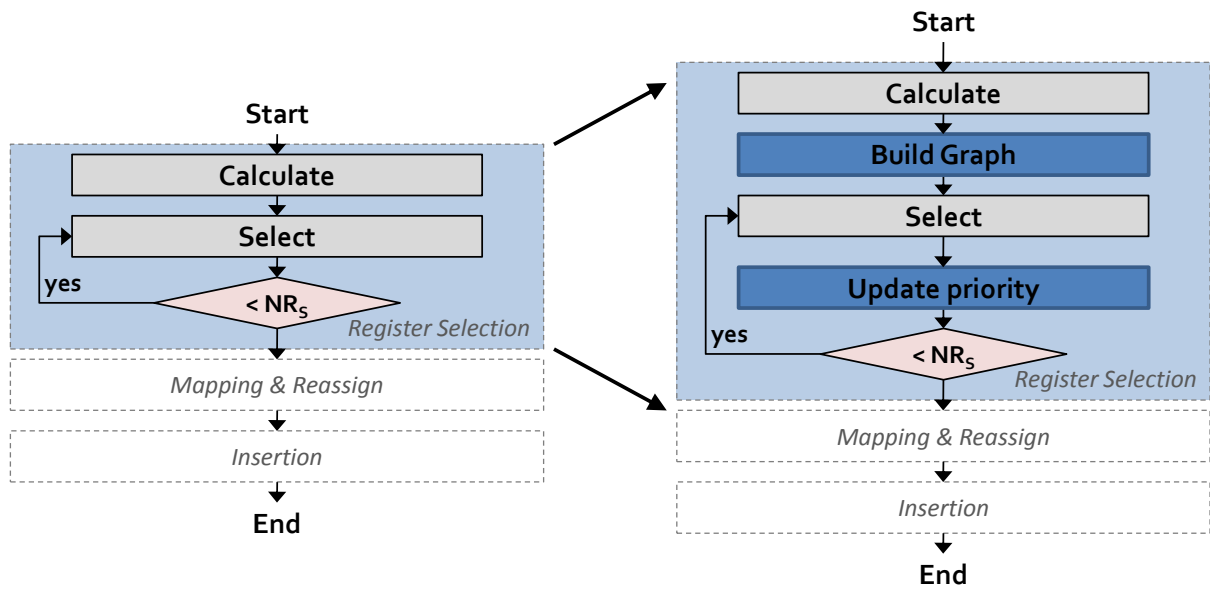 Start
Calculate
Select
yes
< NRS
Register Selection
Mapping & Reassign
Insertion
End
Start
Calculate
Build Graph
Select
Update priority
yes
< NRS
Register Selection
Mapping & Reassign
Insertion
End